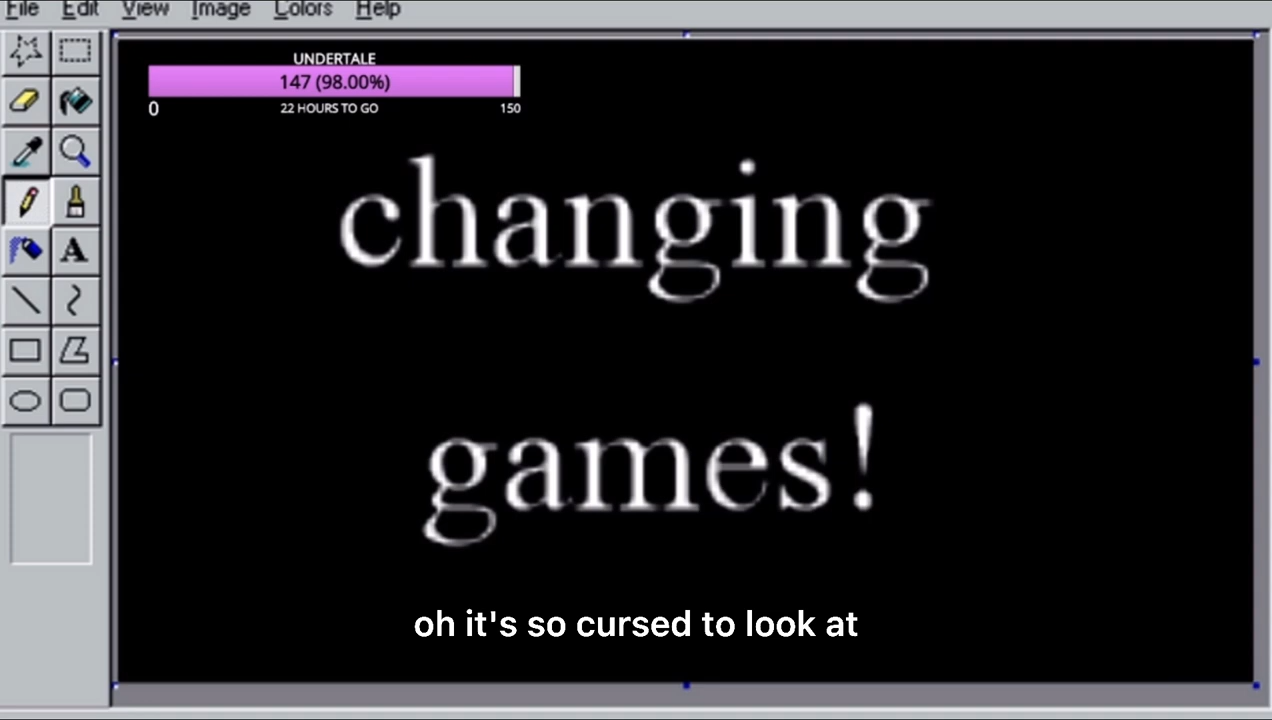 File Edit View Image Colors Help
UNDERTALE
147 (98.00%)
0 22 HOURS TO GO 150
A
changing
games!
oh it's so cursed to look at